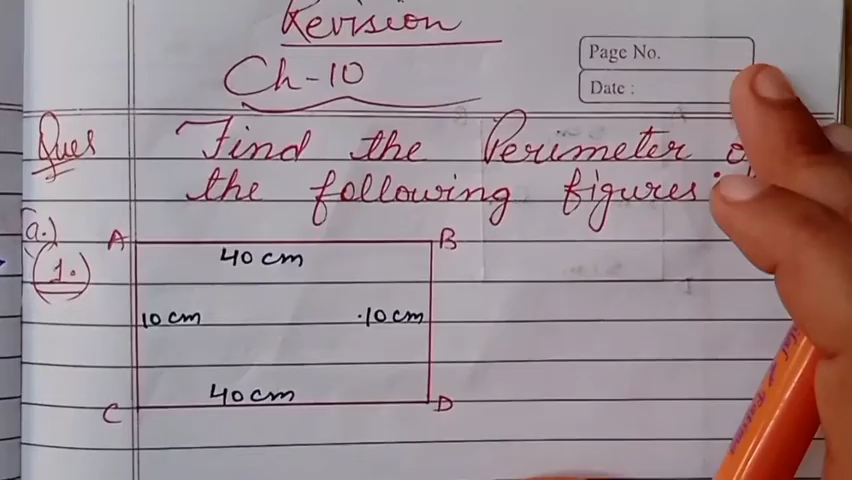 Revision
Ch-10
Page No.
Date :
Ques Find the Perimeter of
the following figures:
(a.)
(1.)
A B
40 cm
10 cm .10 cm
40 cm
C D